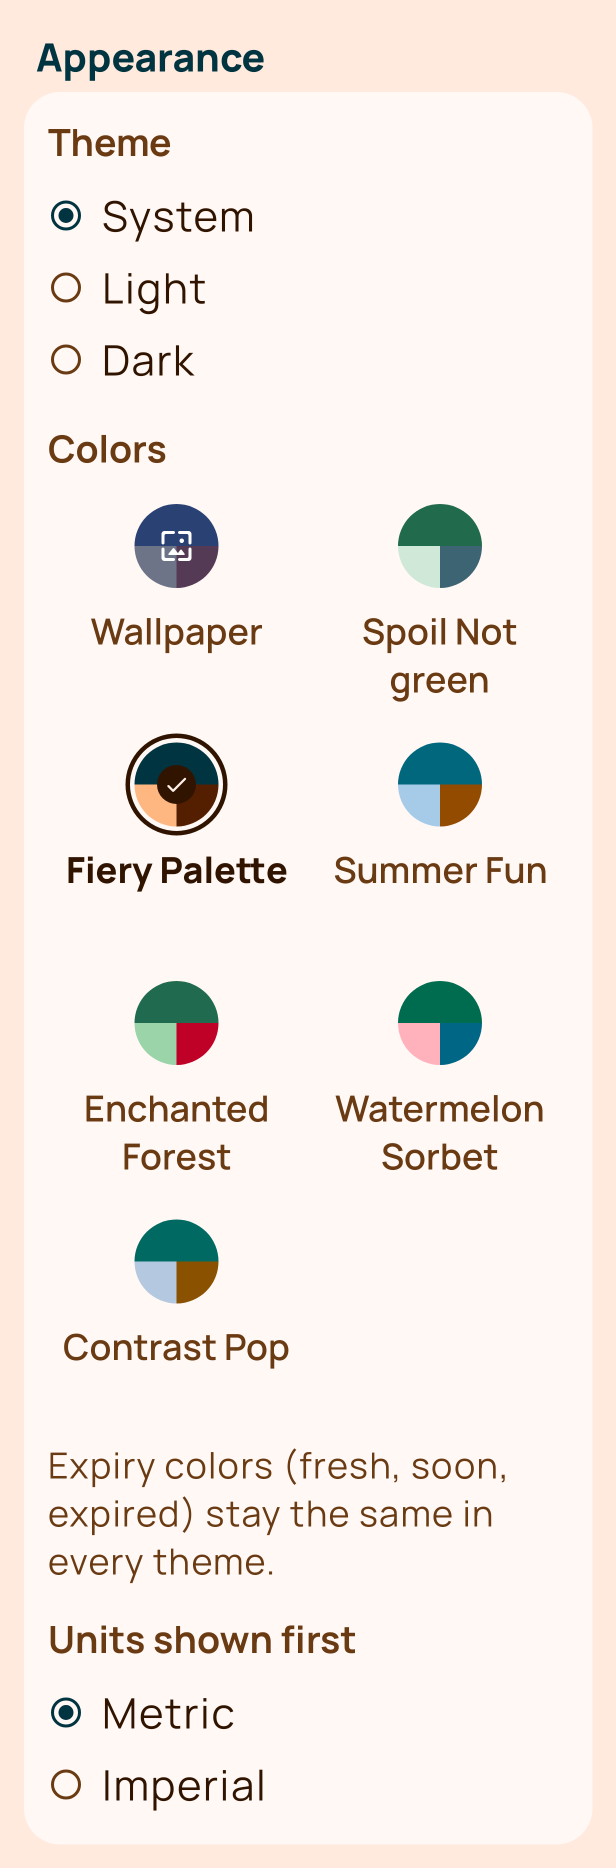 Appearance
Theme
System
Light
Dark
Colors
Wallpaper
Spoil Not
green
Fiery Palette
Summer Fun
Enchanted
Forest
Watermelon
Sorbet
Contrast Pop
Expiry colors (fresh, soon,
expired) stay the same in
every theme.
Units shown first
Metric
Imperial